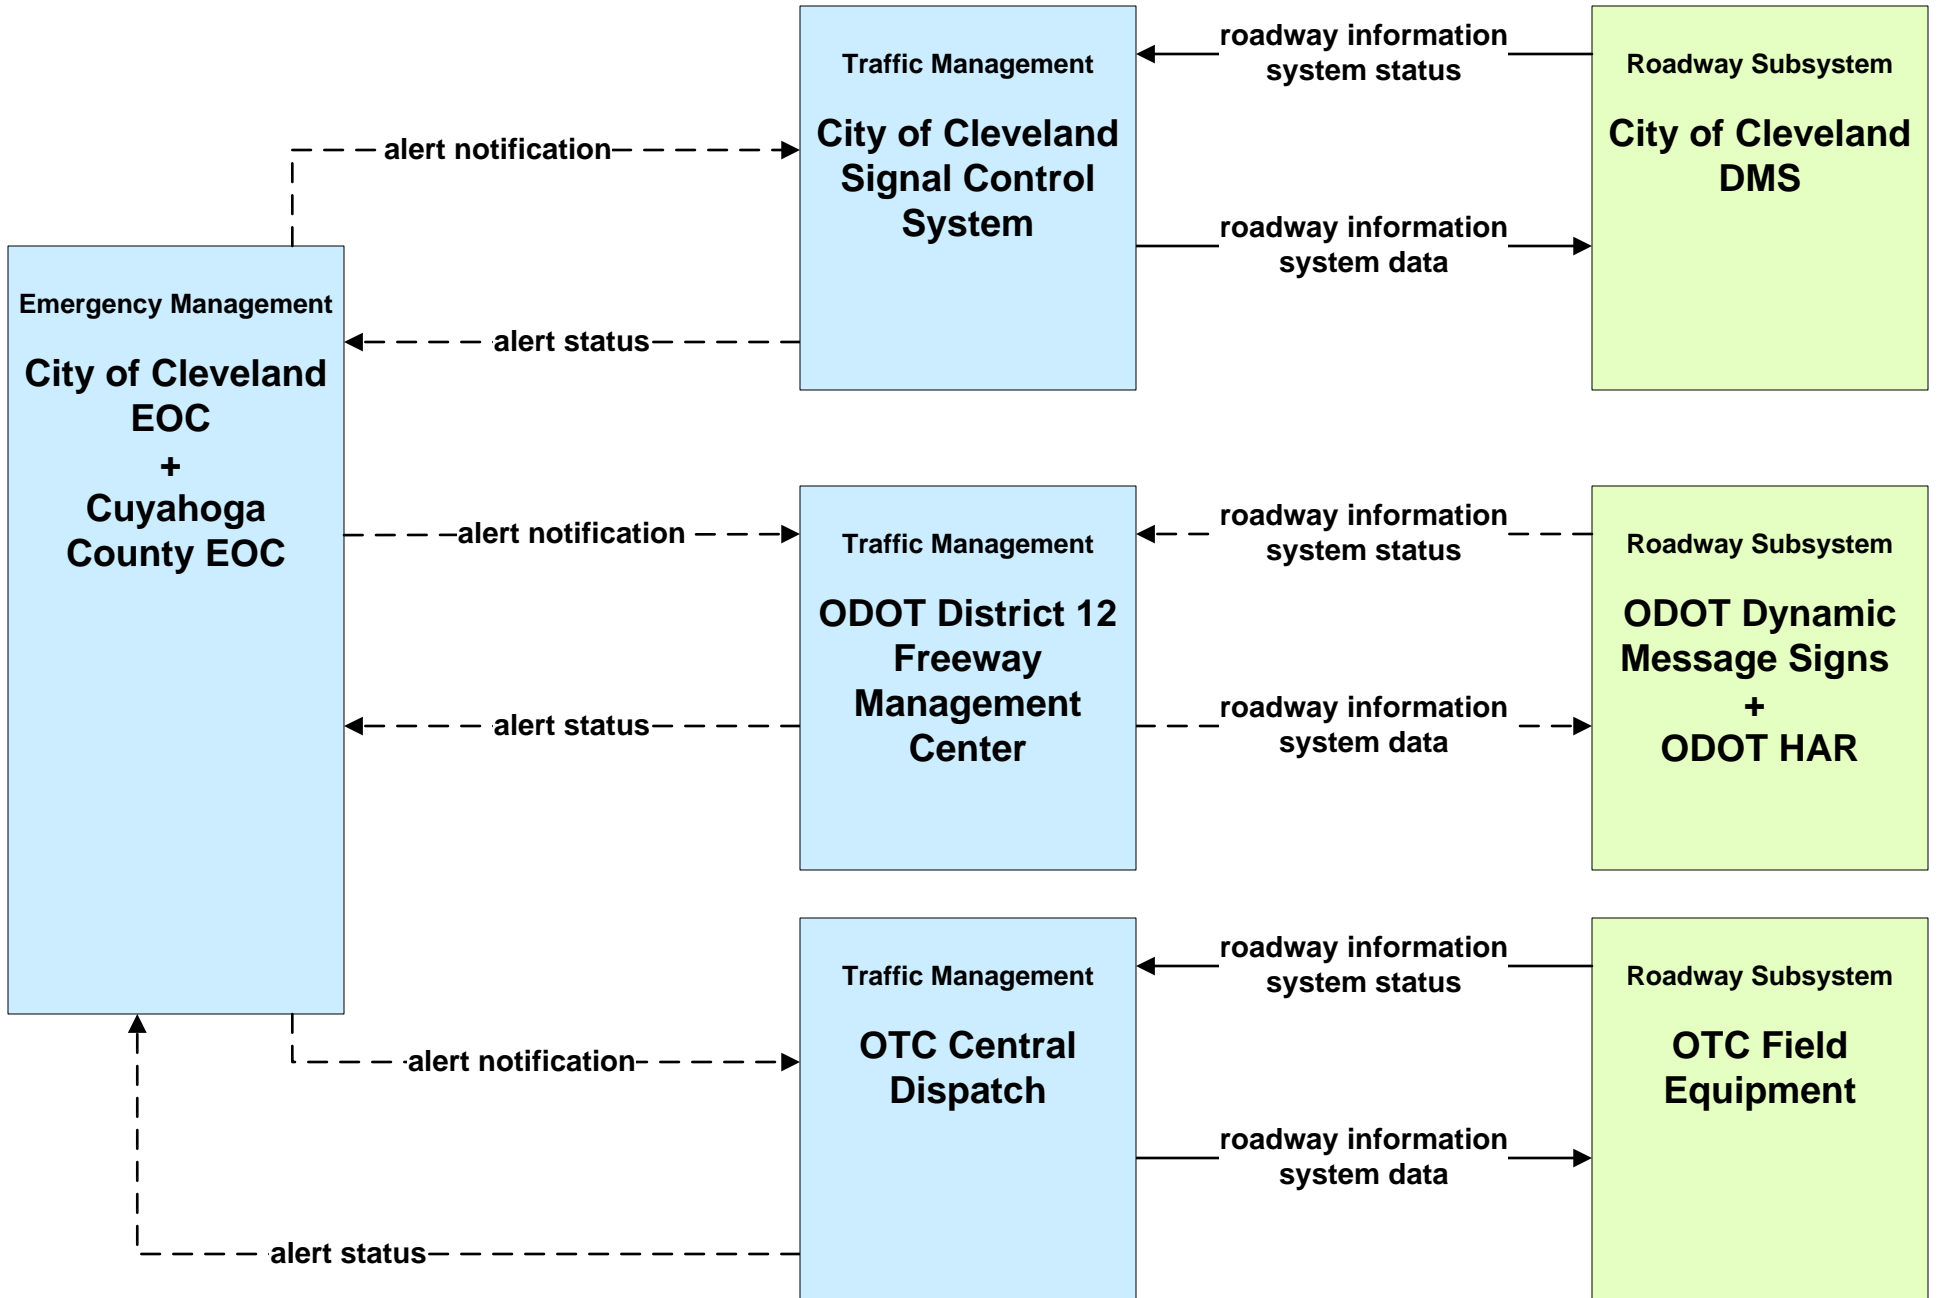 Emergency Management
City of Cleveland
EOC
+
Cuyahoga
County EOC
alert notification
alert status
alert notification
alert status
alert notification
alert status
Traffic Management
City of Cleveland
Signal Control
System
roadway information
system status
roadway information
system data
Roadway Subsystem
City of Cleveland
DMS
Traffic Management
ODOT District 12
Freeway
Management
Center
roadway information
system status
roadway information
system data
Roadway Subsystem
ODOT Dynamic
Message Signs
+
ODOT HAR
Traffic Management
OTC Central
Dispatch
roadway information
system status
roadway information
system data
Roadway Subsystem
OTC Field
Equipment